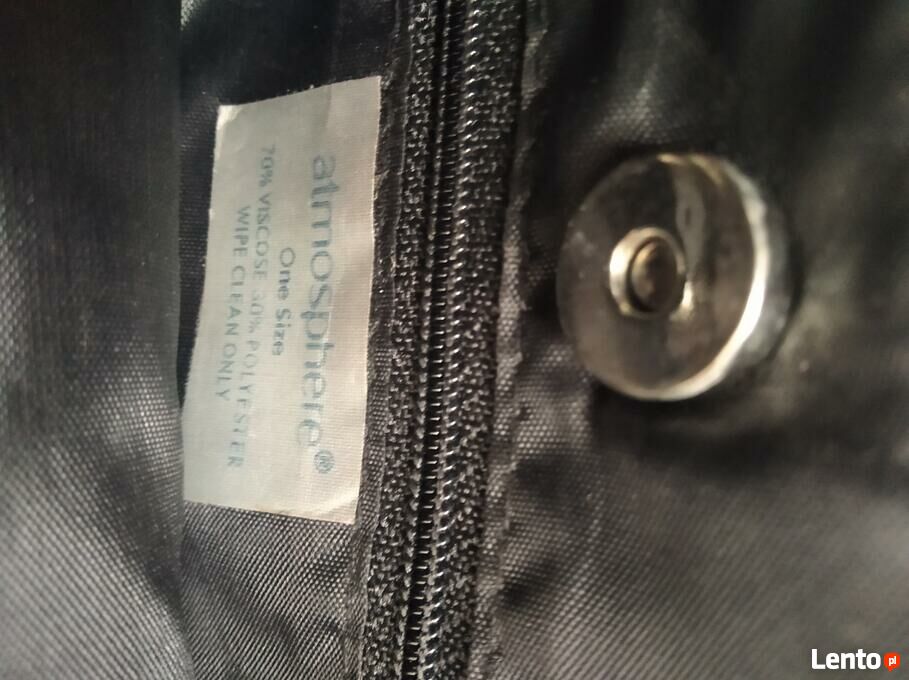 atmosphere®
One Size
70% VISCOSE 30% POLYESTER
WIPE CLEAN ONLY
Lento pl